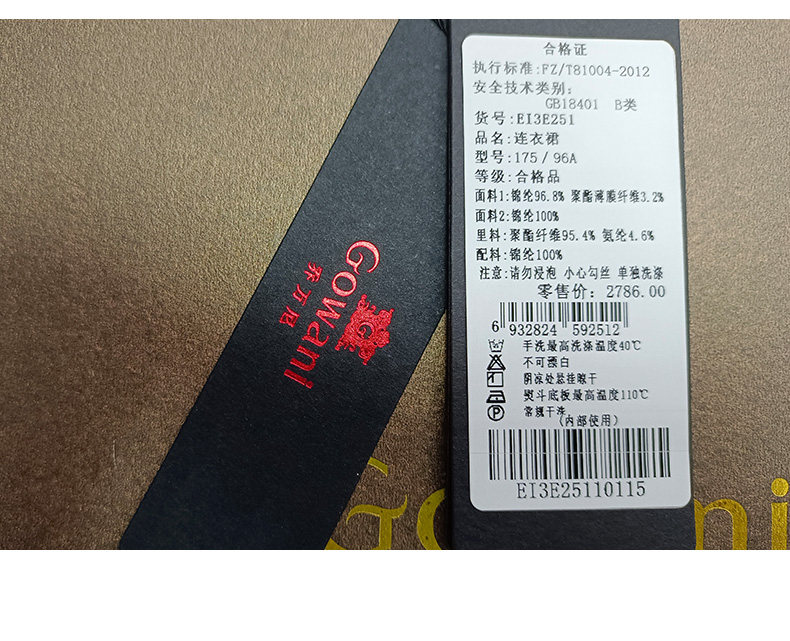 Gowani
乔万尼
G
合格证
执行标准:FZ/T81004-2012
安全技术类别:
GB18401 B类
货号:EI3E251
品名:连衣裙
型号:175/96A
等级:合格品
面料1:锦纶96.8% 聚酯薄膜纤维3.2%
面料2:锦纶100%
里料:聚酯纤维95.4% 氨纶4.6%
配料:锦纶100%
注意:请勿浸泡 小心勾丝 单独洗涤
零售价:2786.00
6 932824 592512
手洗最高洗涤温度40℃
不可漂白
阴凉处悬挂晾干
熨斗底板最高温度110℃
P 常规干洗
(内部使用)
EI3E25110115